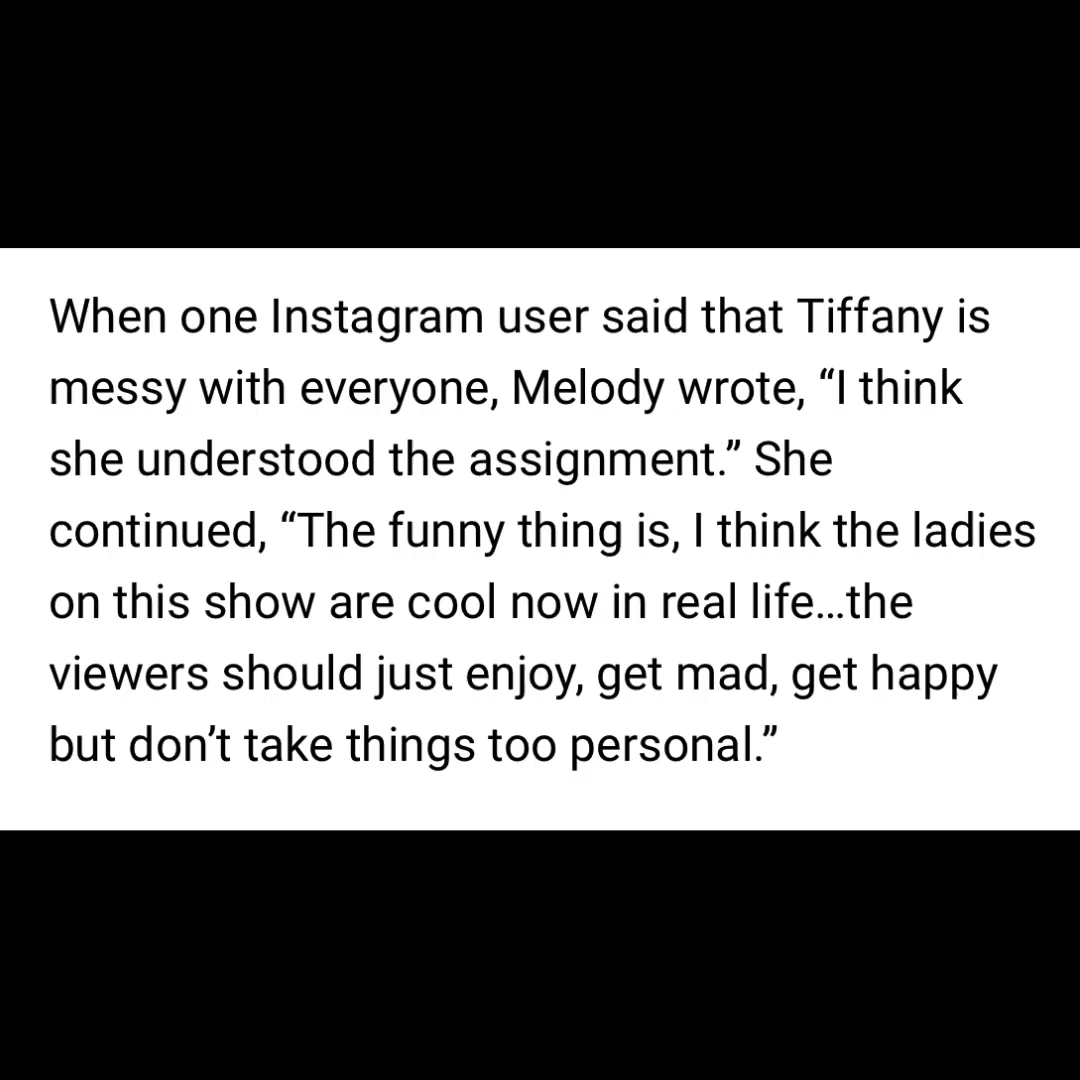 When one Instagram user said that Tiffany is
messy with everyone, Melody wrote, “I think
she understood the assignment.” She
continued, “The funny thing is, I think the ladies
on this show are cool now in real life…the
viewers should just enjoy, get mad, get happy
but don’t take things too personal.”